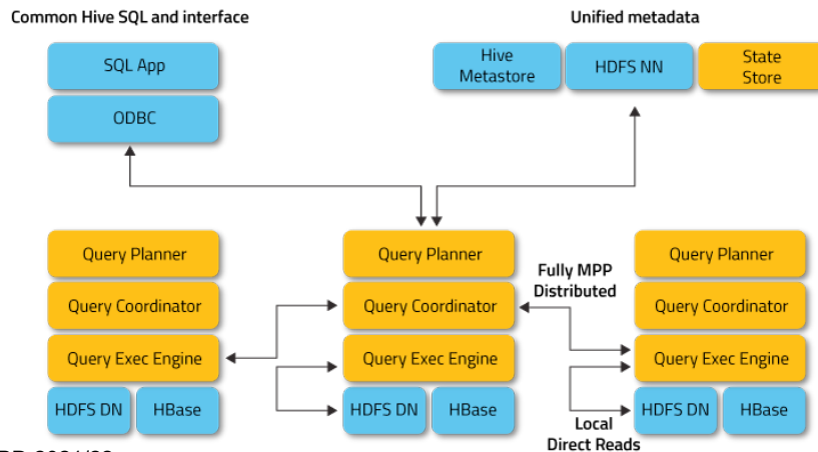 Common Hive SQL and interface
Unified metadata
SQL App
ODBC
Hive
Metastore
HDFS NN
State
Store
Query Planner
Query Coordinator
Query Exec Engine
HDFS DN
HBase
Query Planner
Query Coordinator
Query Exec Engine
HDFS DN
HBase
Fully MPP
Distributed
Local
Direct Reads
Query Planner
Query Coordinator
Query Exec Engine
HDFS DN
HBase